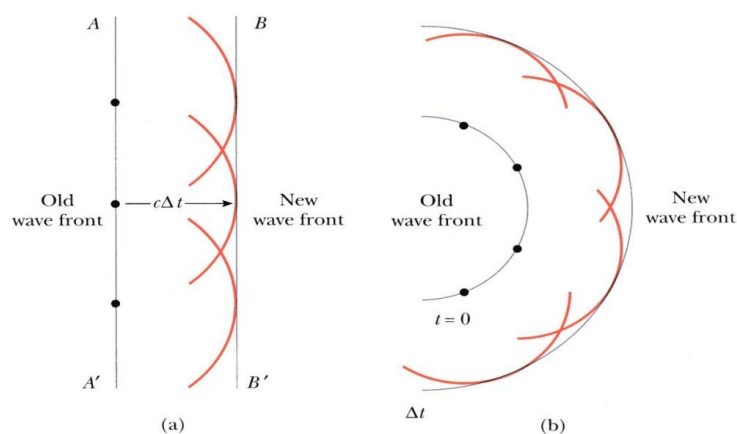 A
B
Old
wave front
cΔt
New
wave front
A′
B′
(a)
Old
wave front
New
wave front
t = 0
Δt
(b)